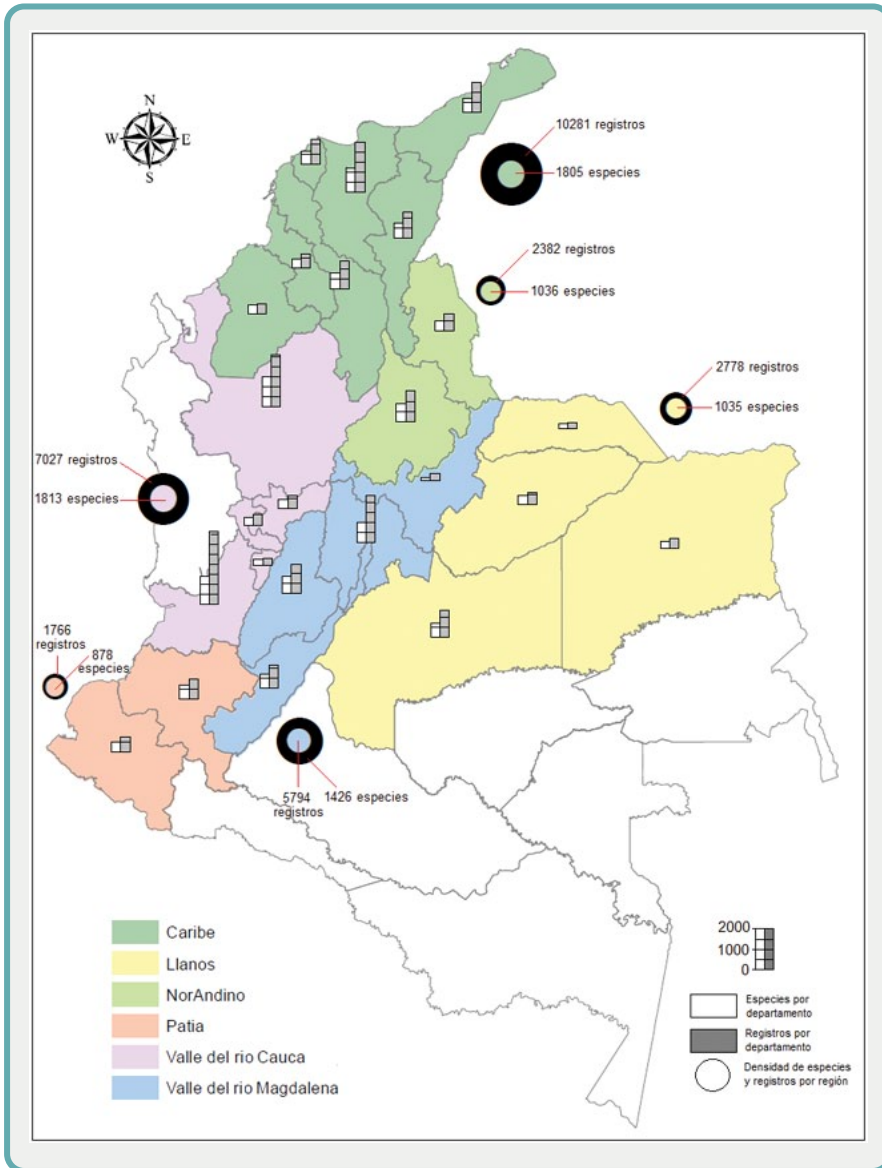 N
W E
S
10281 registros
1805 especies
2382 registros
1036 especies
2778 registros
1035 especies
7027 registros
1813 especies
1766
registros
878
especies
5794
registros
1426 especies
Caribe
Llanos
NorAndino
Patia
Valle del rio Cauca
Valle del rio Magdalena
2000
1000
0
Especies por
departamento
Registros por
departamento
Densidad de especies
y registros por región